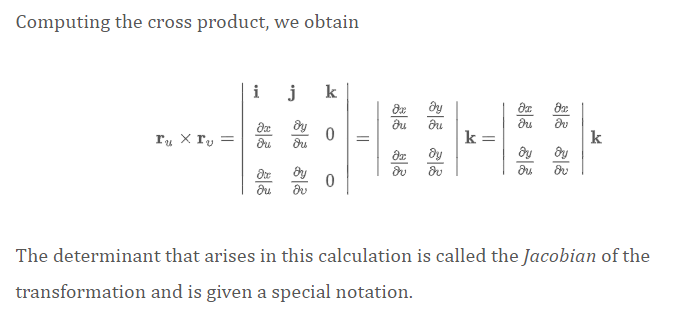 Computing the cross product, we obtain
r_u × r_v = | i j k ; ∂x/∂u ∂y/∂u 0 ; ∂x/∂u ∂y/∂v 0 | = | ∂x/∂u ∂y/∂u ; ∂x/∂v ∂y/∂v | k = | ∂x/∂u ∂x/∂v ; ∂y/∂u ∂y/∂v | k
The determinant that arises in this calculation is called the Jacobian of the
transformation and is given a special notation.